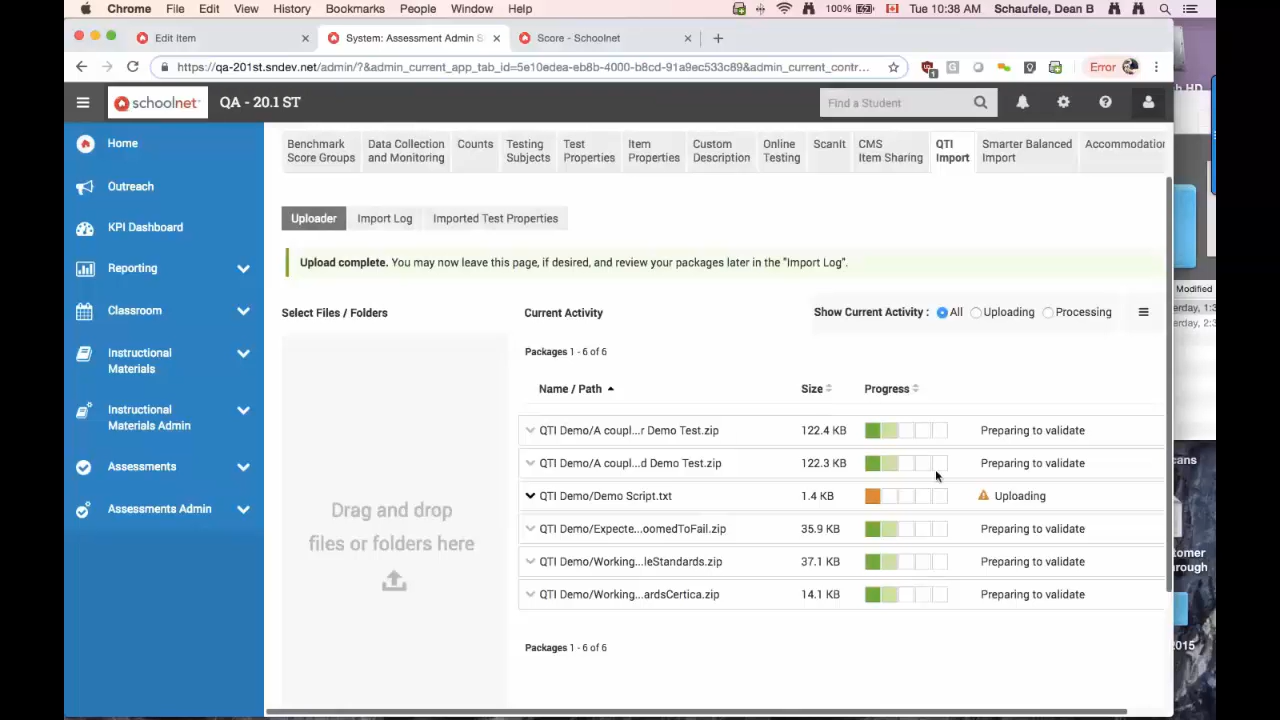 Chrome File Edit View History Bookmarks People Window Help 100% Tue 10:38 AM Schaufele, Dean B
Edit Item × System: Assessment Admin S × Score - Schoolnet × +
https://qa-201st.sndev.net/admin/?&admin_current_app_tab_id=5e10edea-eb8b-4000-b8cd-91a9ec533c89&admin_current_contr... Error
schoolnet QA - 20.1 ST Find a Student
Home
Outreach
KPI Dashboard
Reporting
Classroom
Instructional
Materials
Instructional
Materials Admin
Assessments
Assessments Admin
Benchmark
Score Groups
Data Collection
and Monitoring
Counts
Testing
Subjects
Test
Properties
Item
Properties
Custom
Description
Online
Testing
ScanIt
CMS
Item Sharing
QTI
Import
Smarter Balanced
Import
Accommodation
Uploader Import Log Imported Test Properties
Upload complete. You may now leave this page, if desired, and review your packages later in the "Import Log".
Select Files / Folders
Drag and drop
files or folders here
Current Activity Show Current Activity : All Uploading Processing
Packages 1 - 6 of 6
Name / Path Size Progress
QTI Demo/A coupl...r Demo Test.zip 122.4 KB Preparing to validate
QTI Demo/A coupl...d Demo Test.zip 122.3 KB Preparing to validate
QTI Demo/Demo Script.txt 1.4 KB Uploading
QTI Demo/Expecte...oomedToFail.zip 35.9 KB Preparing to validate
QTI Demo/Working...leStandards.zip 37.1 KB Preparing to validate
QTI Demo/Working...ardsCertica.zip 14.1 KB Preparing to validate
Packages 1 - 6 of 6
Modified
erday, 1:3
erday, 2:3
cans
tomer
rough
2015